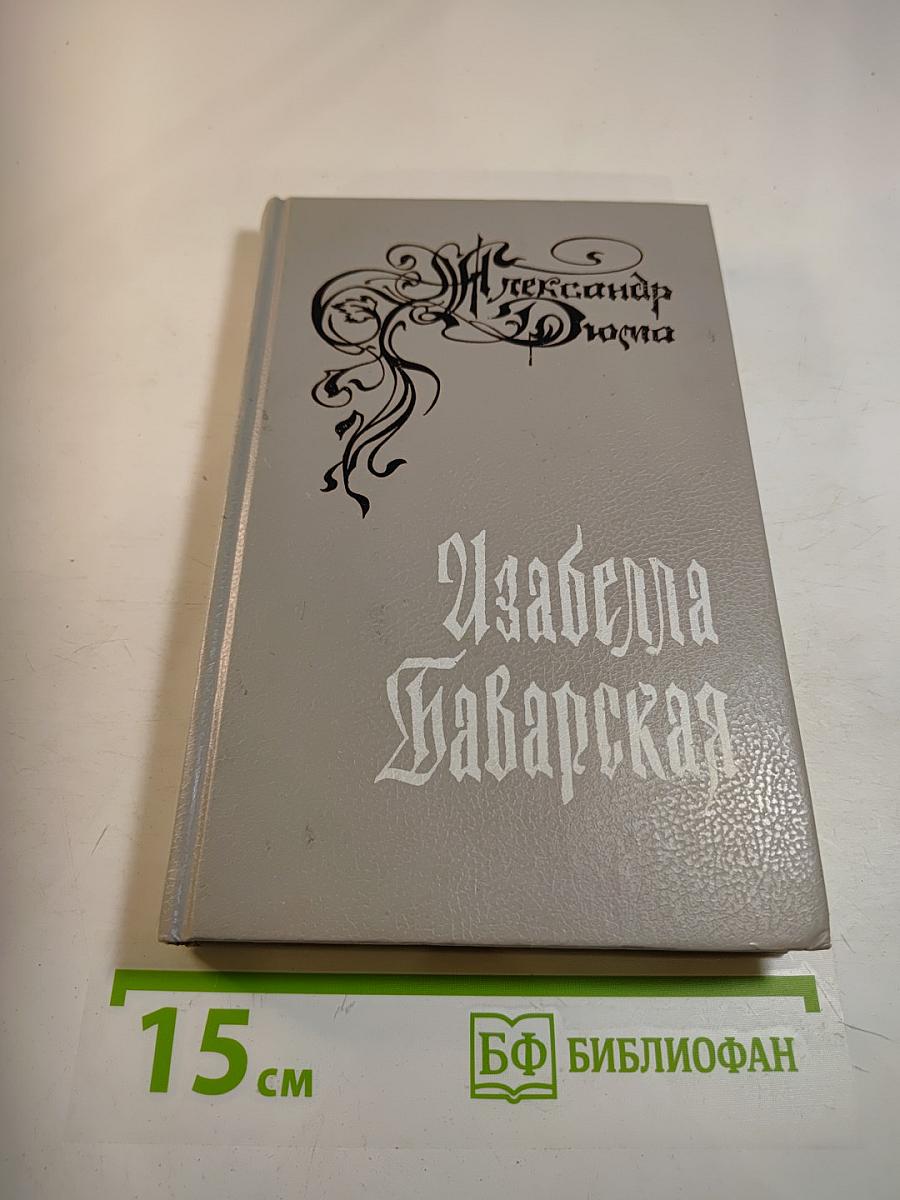 Александр
Дюма
Изабелла
Баварская
15 см
БФ БИБЛИОФАН